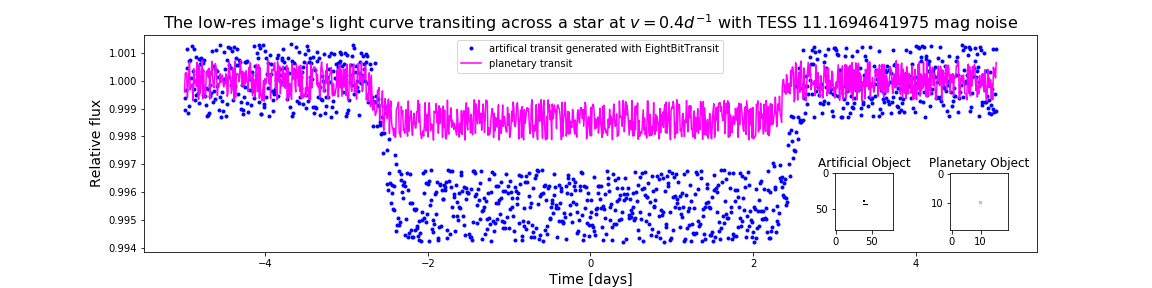 The low-res image's light curve transiting across a star at v = 0.4d⁻¹ with TESS 11.1694641975 mag noise
artifical transit generated with EightBitTransit
planetary transit
Relative flux
1.001
1.000
0.999
0.998
0.997
0.996
0.995
0.994
Artificial Object
0
50
0 50
Planetary Object
0
10
0 10
−4 −2 0 2 4
Time [days]